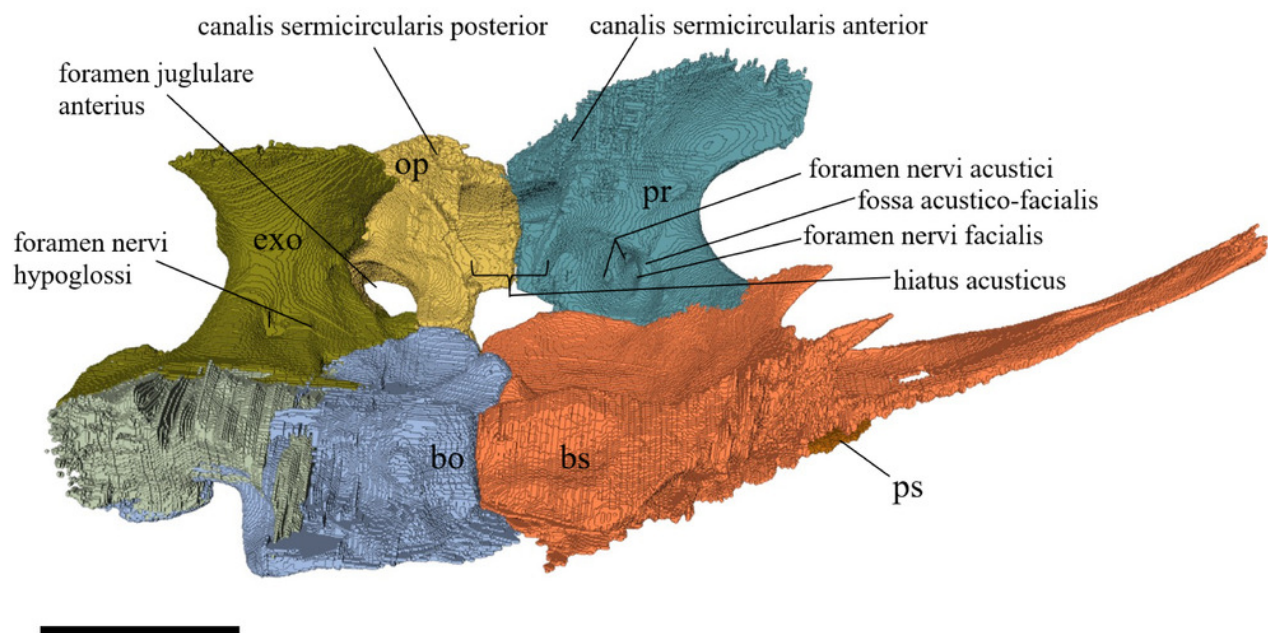 canalis sermicircularis posterior
canalis sermicircularis anterior
foramen juglulare
anterius
op
pr
foramen nervi acustici
fossa acustico-facialis
foramen nervi facialis
hiatus acusticus
exo
foramen nervi
hypoglossi
bo
bs
ps